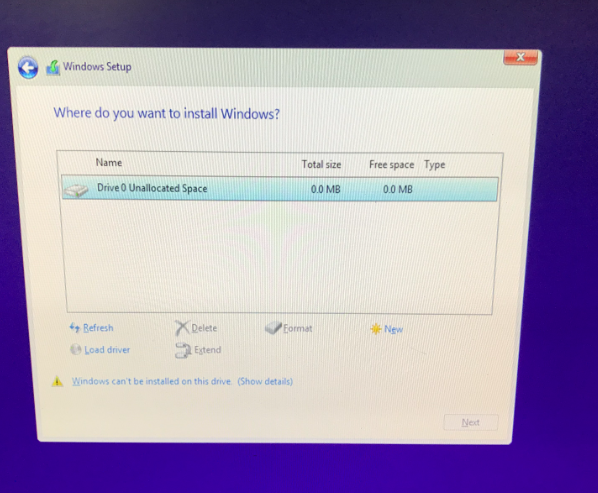 Windows Setup
Where do you want to install Windows?
Name Total size Free space Type
Drive 0 Unallocated Space 0.0 MB 0.0 MB
Refresh Delete Format New
Load driver Extend
Windows can't be installed on this drive. (Show details)
Next